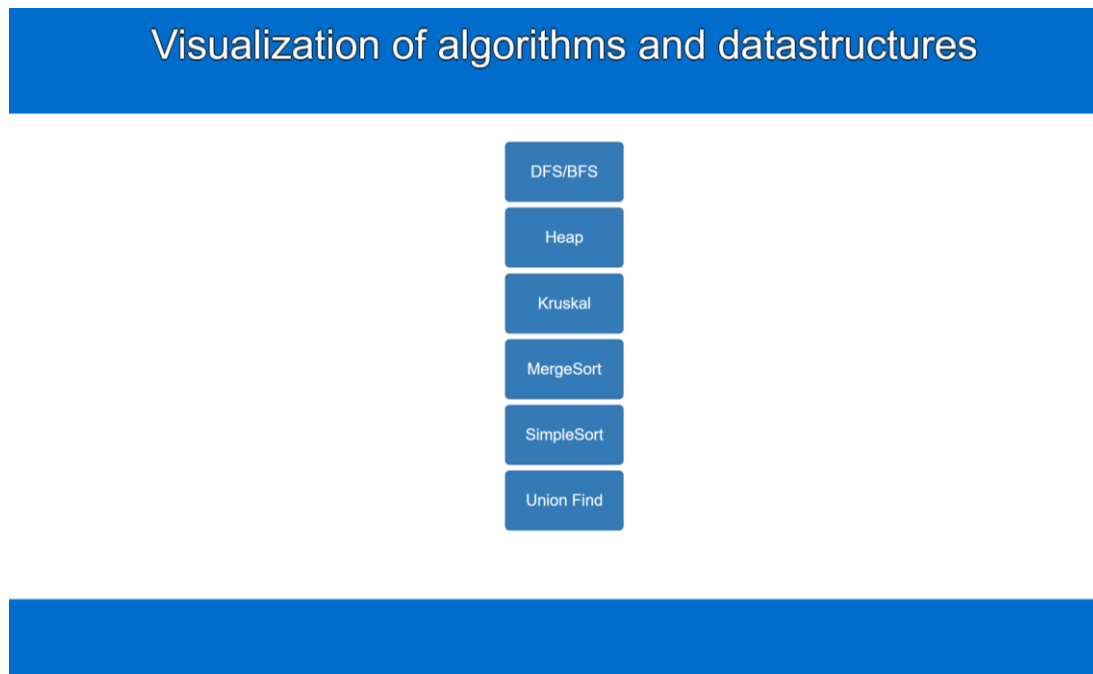 Visualization of algorithms and datastructures
DFS/BFS
Heap
Kruskal
MergeSort
SimpleSort
Union Find